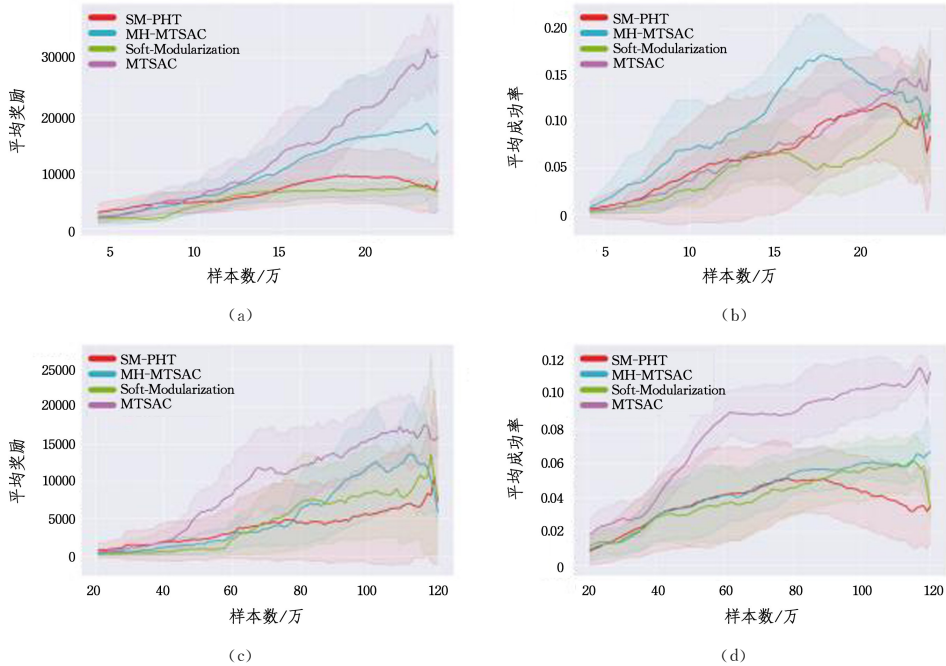 SM-PHT
MH-MTSAC
Soft-Modularization
MTSAC
30000
20000
10000
0
平均奖励
5 10 15 20
样本数/万
(a)
SM-PHT
MH-MTSAC
Soft-Modularization
MTSAC
0.20
0.15
0.10
0.05
0
平均成功率
5 10 15 20
样本数/万
(b)
SM-PHT
MH-MTSAC
Soft-Modularization
MTSAC
25000
20000
15000
10000
5000
0
平均奖励
20 40 60 80 100 120
样本数/万
(c)
SM-PHT
MH-MTSAC
Soft-Modularization
MTSAC
0.12
0.10
0.08
0.06
0.04
0.02
0
平均成功率
20 40 60 80 100 120
样本数/万
(d)